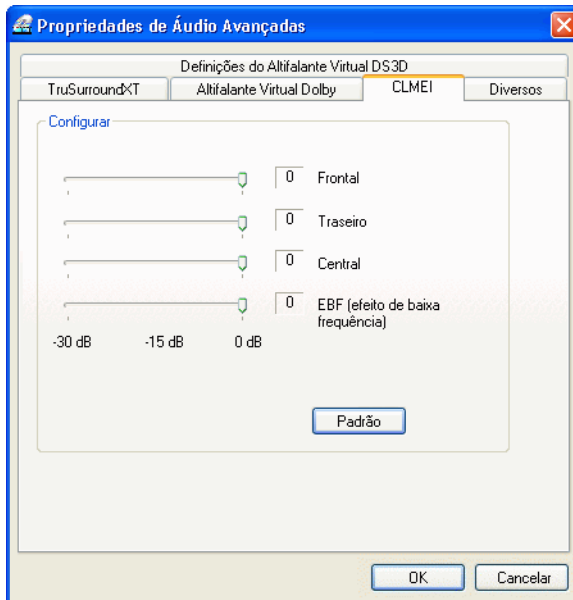 Propriedades de Áudio Avançadas
Definições do Altifalante Virtual DS3D
TruSurroundXT Altifalante Virtual Dolby CLMEI Diversos
Configurar
0 Frontal
0 Traseiro
0 Central
0 EBF (efeito de baixa
frequência)
-30 dB -15 dB 0 dB
Padrão
OK Cancelar